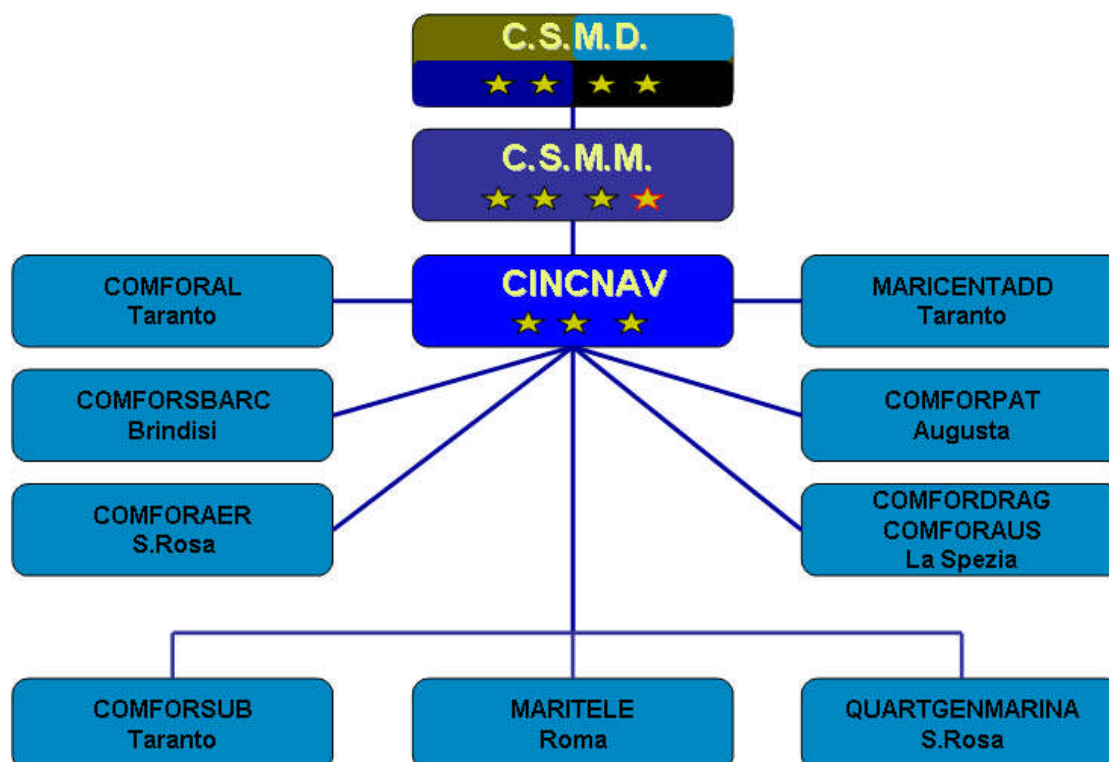 C.S.M.D.
C.S.M.M.
CINCNAV
COMFORAL
Taranto
MARICENTADD
Taranto
COMFORSBARC
Brindisi
COMFORPAT
Augusta
COMFORAER
S.Rosa
COMFORDRAG
COMFORAUS
La Spezia
COMFORSUB
Taranto
MARITELE
Roma
QUARTGENMARINA
S.Rosa